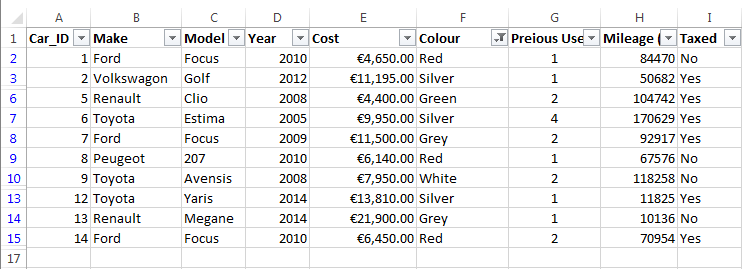 A B C D E F G H I
1 Car_ID Make Model Year Cost Colour Preious Use Mileage ( Taxed
2 1 Ford Focus 2010 €4,650.00 Red 1 84470 No
3 2 Volkswagon Golf 2012 €11,195.00 Silver 1 50682 Yes
6 5 Renault Clio 2008 €4,400.00 Green 2 104742 Yes
7 6 Toyota Estima 2005 €9,950.00 Silver 4 170629 Yes
8 7 Ford Focus 2009 €11,500.00 Grey 2 92917 Yes
9 8 Peugeot 207 2010 €6,140.00 Red 1 67576 No
10 9 Toyota Avensis 2008 €7,950.00 White 2 118258 No
13 12 Toyota Yaris 2014 €13,810.00 Silver 1 11825 Yes
14 13 Renault Megane 2014 €21,900.00 Grey 1 10136 No
15 14 Ford Focus 2010 €6,450.00 Red 2 70954 Yes
17